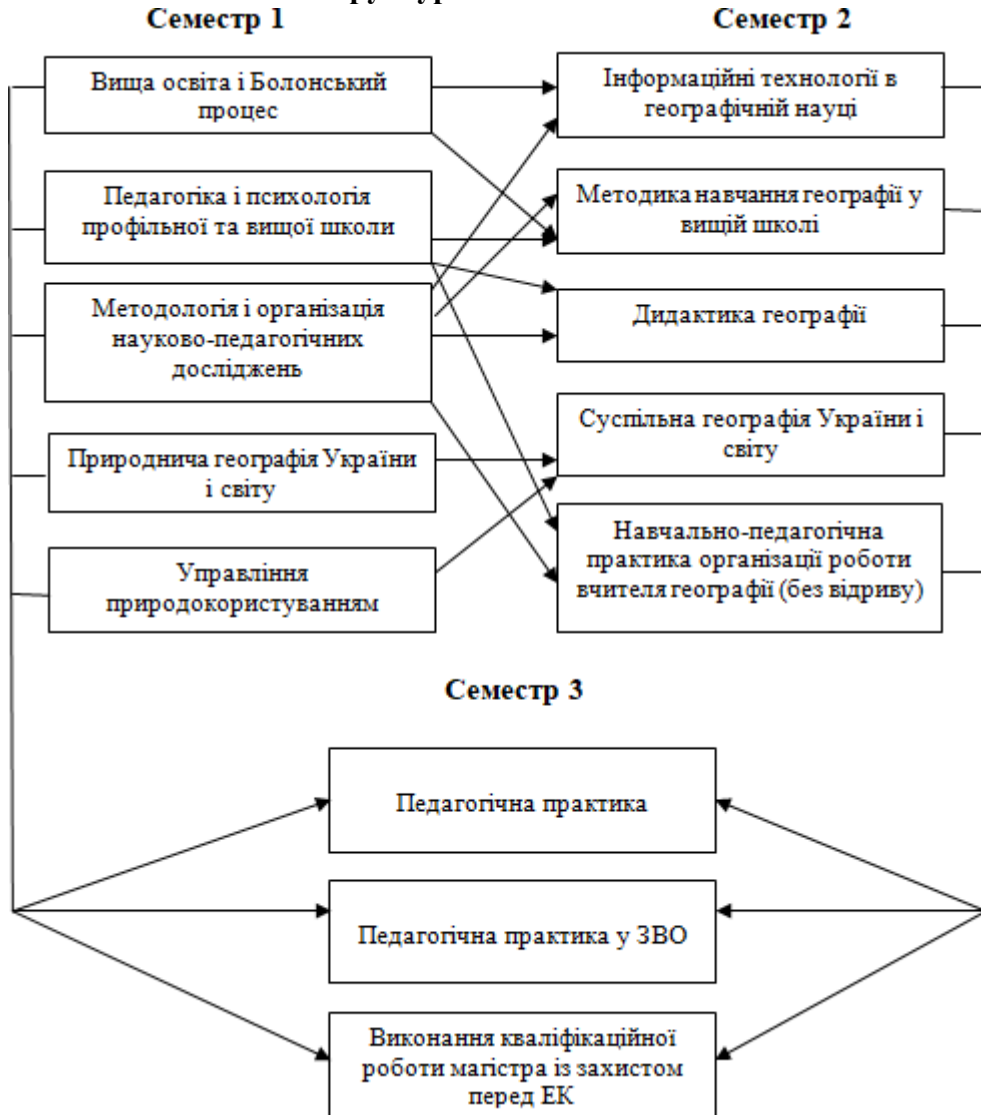 Семестр 1
Семестр 2
Вища освіта і Болонський
процес
Інформаційні технології в
географічній науці
Педагогіка і психологія
профільної та вищої школи
Методика навчання географії у
вищій школі
Методологія і організація
науково-педагогічних
досліджень
Дидактика географії
Природнича географія України
і світу
Суспільна географія України і
світу
Управління
природокористуванням
Навчально-педагогічна
практика організації роботи
вчителя географії (без відриву)
Семестр 3
Педагогічна практика
Педагогічна практика у ЗВО
Виконання кваліфікаційної
роботи магістра із захистом
перед ЕК